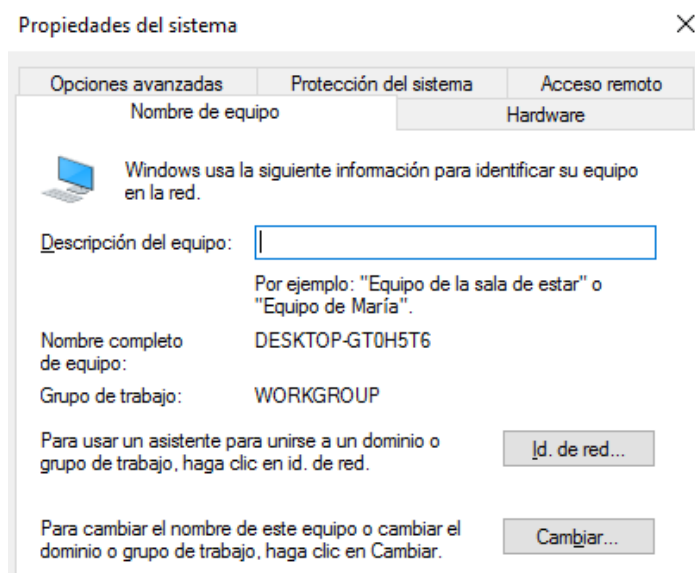 Propiedades del sistema
Opciones avanzadas
Protección del sistema
Acceso remoto
Nombre de equipo
Hardware
Windows usa la siguiente información para identificar su equipo
en la red.
Descripción del equipo:
Por ejemplo: "Equipo de la sala de estar" o
"Equipo de María".
Nombre completo
de equipo:
DESKTOP-GT0H5T6
Grupo de trabajo:
WORKGROUP
Para usar un asistente para unirse a un dominio o
grupo de trabajo, haga clic en id. de red.
Id. de red...
Para cambiar el nombre de este equipo o cambiar el
dominio o grupo de trabajo, haga clic en Cambiar.
Cambiar...